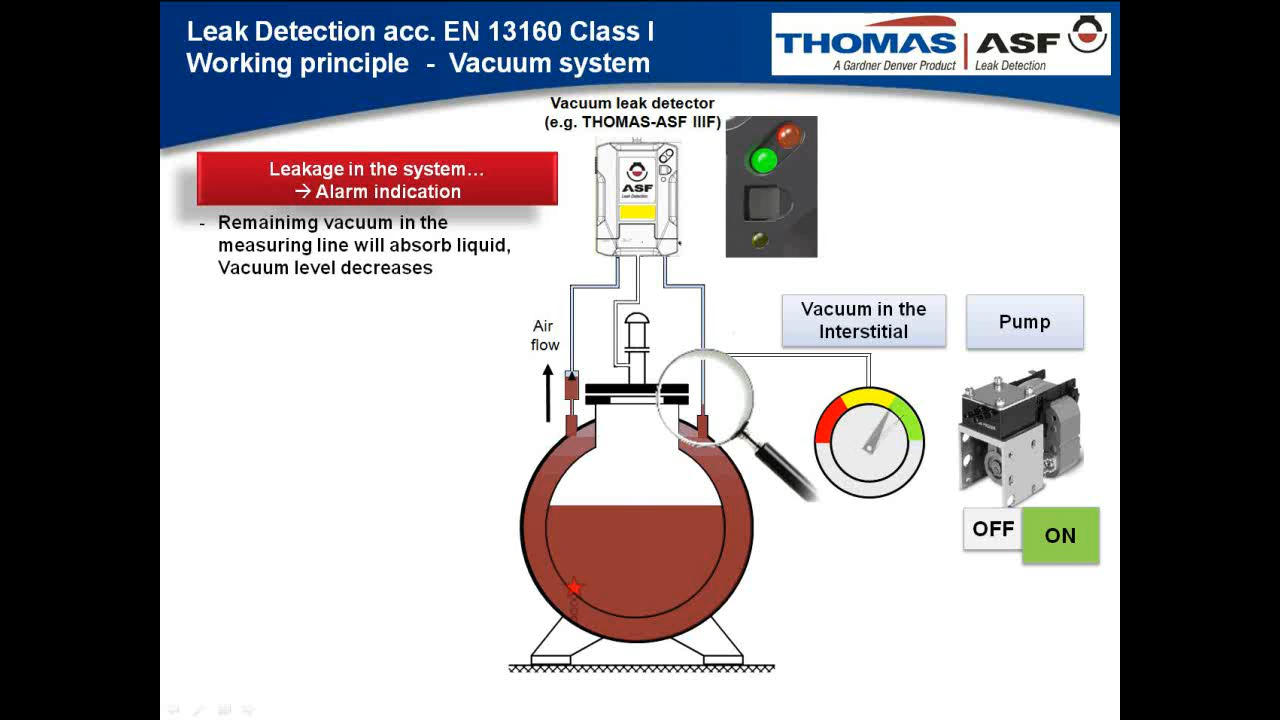 Leak Detection acc. EN 13160 Class I
Working principle - Vacuum system
THOMAS ASF
A Gardner Denver Product Leak Detection
Vacuum leak detector
(e.g. THOMAS-ASF IIIF)
Leakage in the system...
→ Alarm indication
- Remainimg vacuum in the
measuring line will absorb liquid,
Vacuum level decreases
ASF
Leak Detection
Air
flow
Vacuum in the
Interstitial
Pump
OFF
ON